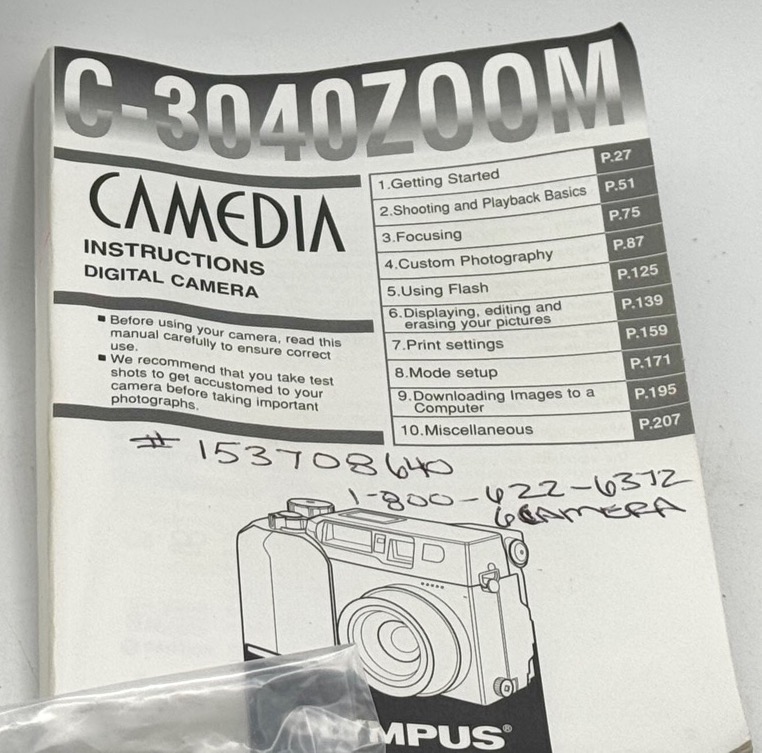 C-3040ZOOM
CAMEDIA
INSTRUCTIONS
DIGITAL CAMERA
■ Before using your camera, read this
manual carefully to ensure correct
use.
■ We recommend that you take test
shots to get accustomed to your
camera before taking important
photographs.
1.Getting Started P.27
2.Shooting and Playback Basics P.51
3.Focusing P.75
4.Custom Photography P.87
5.Using Flash P.125
6.Displaying, editing and
erasing your pictures P.139
7.Print settings P.159
8.Mode setup P.171
9.Downloading Images to a
Computer P.195
10.Miscellaneous P.207
# 153708640
1-800-622-6372
6CAMERA
MPUS®